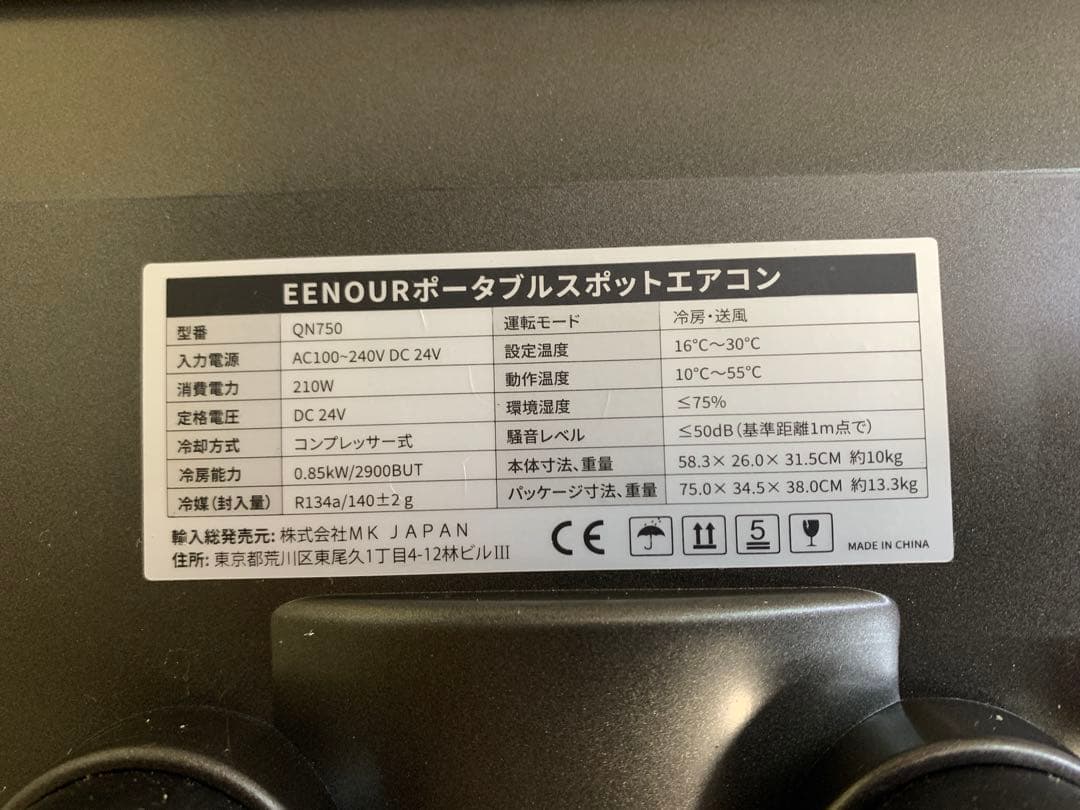 EENOURポータブルスポットエアコン
型番 QN750 運転モード 冷房・送風
入力電源 AC100~240V DC 24V 設定温度 16°C～30°C
消費電力 210W 動作温度 10°C～55°C
定格電圧 DC 24V 環境湿度 ≤75%
冷却方式 コンプレッサー式 騒音レベル ≤50dB（基準距離1m点で）
冷房能力 0.85kW/2900BUT 本体寸法、重量 58.3× 26.0× 31.5CM 約10kg
冷媒（封入量） R134a/140±2 g パッケージ寸法、重量 75.0× 34.5× 38.0CM 約13.3kg
輸入総発売元: 株式会社MK JAPAN
住所: 東京都荒川区東尾久1丁目4-12林ビルIII
CE 5 MADE IN CHINA